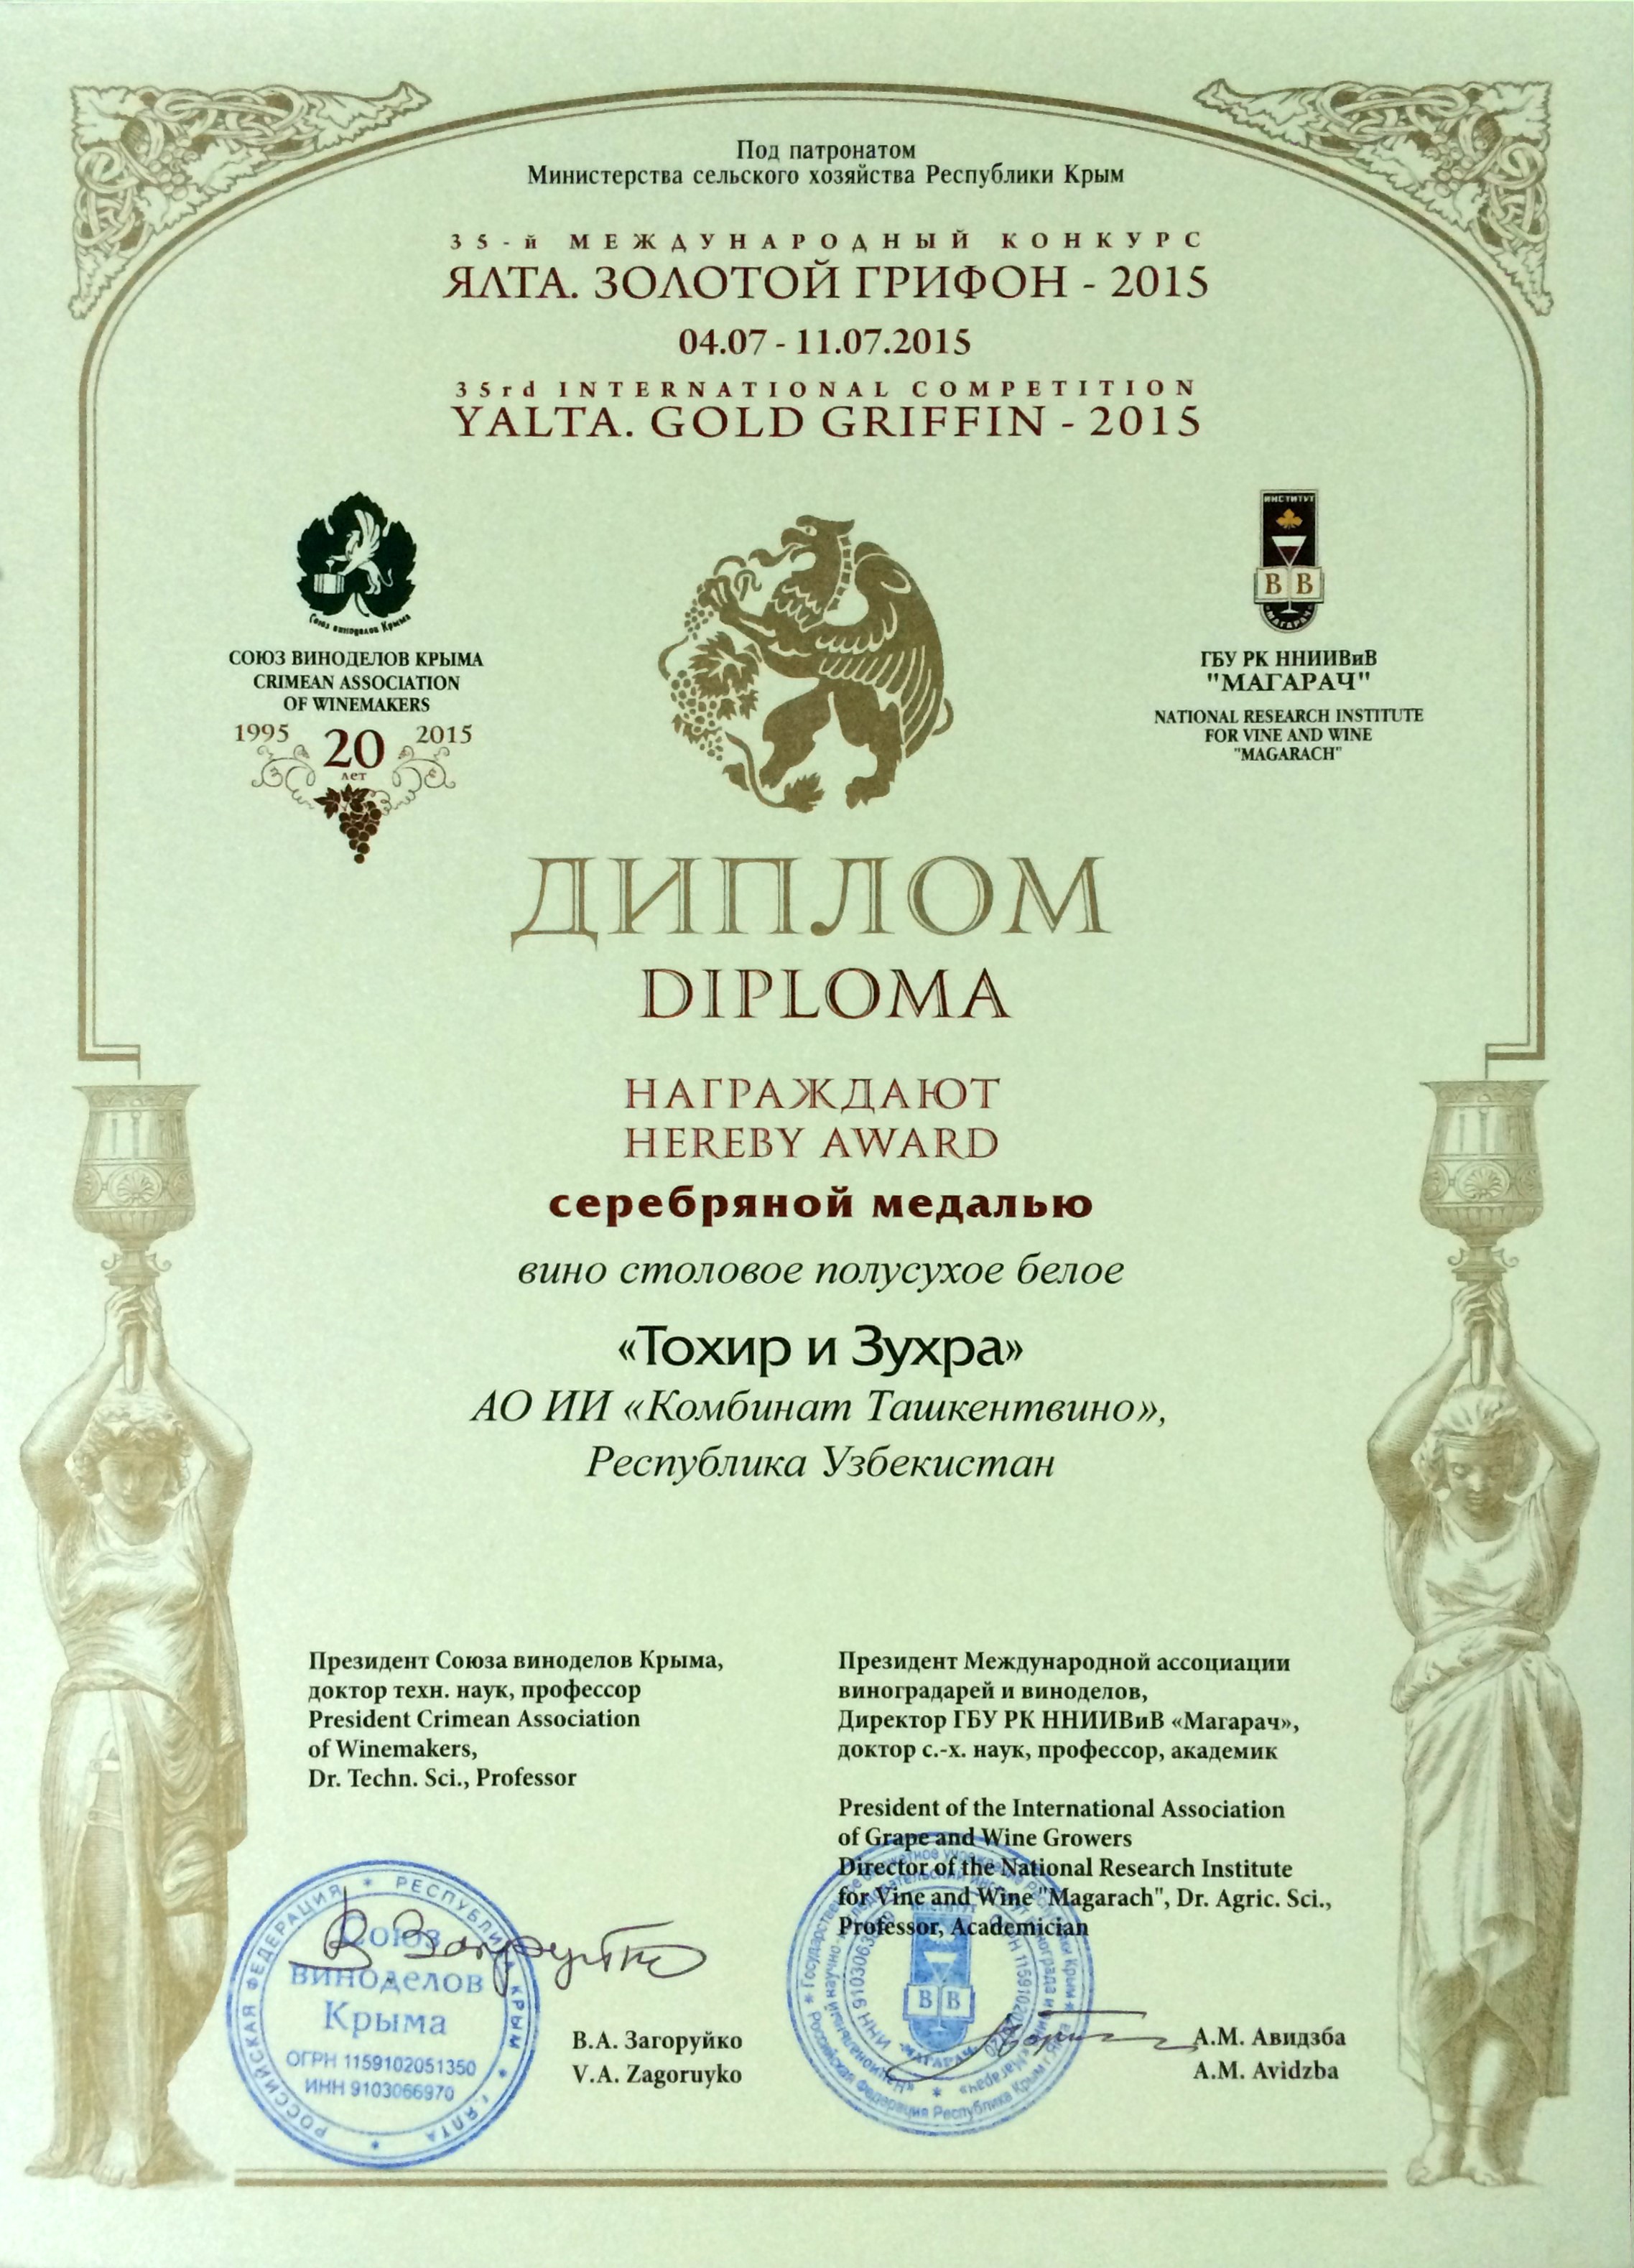 Под патронатом
Министерства сельского хозяйства Республики Крым
35-й МЕЖДУНАРОДНЫЙ КОНКУРС
ЯЛТА. ЗОЛОТОЙ ГРИФОН - 2015
04.07 - 11.07.2015
35rd INTERNATIONAL COMPETITION
YALTA. GOLD GRIFFIN - 2015
Союз виноделов Крыма
СОЮЗ ВИНОДЕЛОВ КРЫМА
CRIMEAN ASSOCIATION
OF WINEMAKERS
1995 20 2015
лет
ИНСТИТУТ
В В
МАГАРАЧ
ГБУ РК ННИИВиВ
"МАГАРАЧ"
NATIONAL RESEARCH INSTITUTE
FOR VINE AND WINE
"MAGARACH"
ДИПЛОМ
DIPLOMA
НАГРАЖДАЮТ
HEREBY AWARD
серебряной медалью
вино столовое полусухое белое
«Тохир и Зухра»
АО ИИ «Комбинат Ташкентвино»,
Республика Узбекистан
Президент Союза виноделов Крыма,
доктор техн. наук, профессор
President Crimean Association
of Winemakers,
Dr. Techn. Sci., Professor
Президент Международной ассоциации
виноградарей и виноделов,
Директор ГБУ РК ННИИВиВ «Магарач»,
доктор с.-х. наук, профессор, академик
President of the International Association
of Grape and Wine Growers
Director of the National Research Institute
for Vine and Wine "Magarach", Dr. Agric. Sci.,
Professor, Academician
РОССИЙСКАЯ ФЕДЕРАЦИЯ * РЕСПУБЛИКА КРЫМ * г. ЯЛТА *
Союз
виноделов
Крыма
ОГРН 1159102051350
ИНН 9103066970
В.А. Загоруйко
V.A. Zagoruyko
Российская Федерация Республика Крым
ИНСТИТУТ
В В
МАГАРАЧ
А.М. Авидзба
A.M. Avidzba